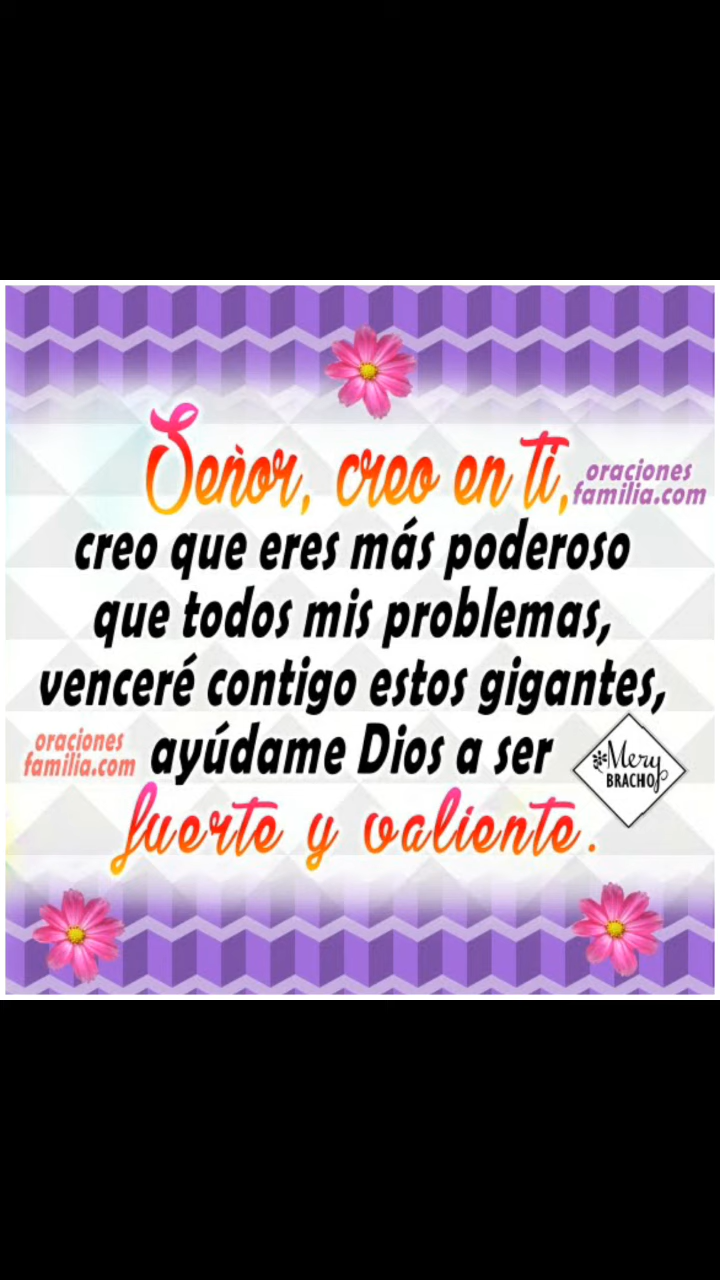 Señor, creo en ti,
oraciones
familia.com
creo que eres más poderoso
que todos mis problemas,
venceré contigo estos gigantes,
oraciones
familia.com
ayúdame Dios a ser
Mery
BRACHO
fuerte y valiente.